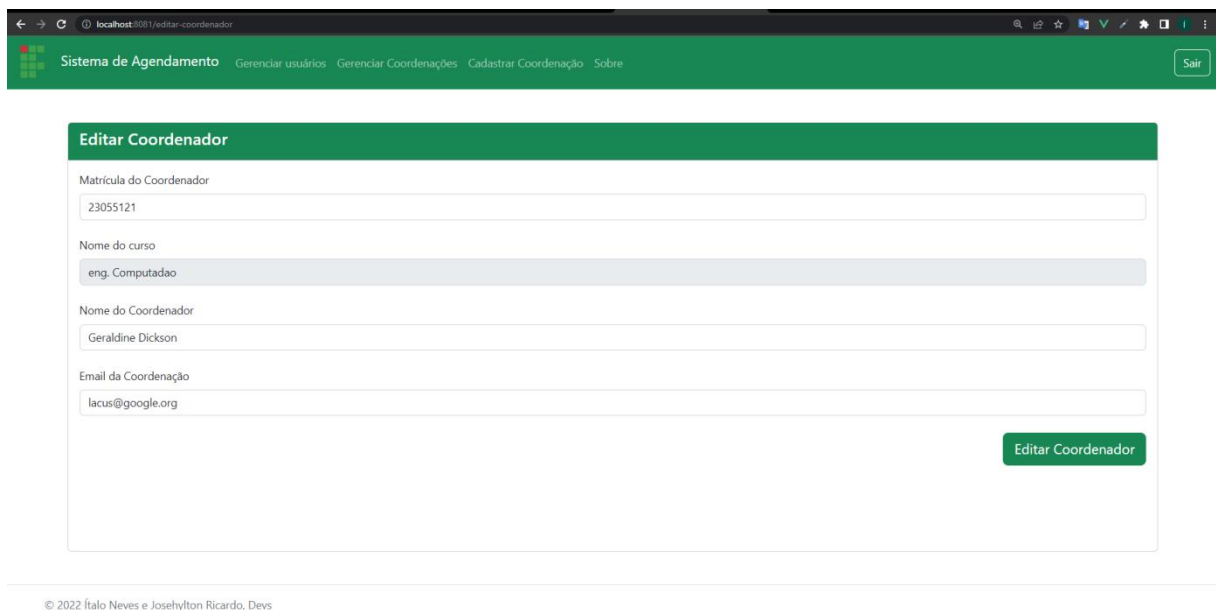 localhost:8081/editar-coordenador
Sistema de Agendamento Gerenciar usuários Gerenciar Coordenações Cadastrar Coordenação Sobre Sair
Editar Coordenador
Matrícula do Coordenador
23055121
Nome do curso
eng. Computadao
Nome do Coordenador
Geraldine Dickson
Email da Coordenação
lacus@google.org
Editar Coordenador
© 2022 Ítalo Neves e Josehylton Ricardo, Devs